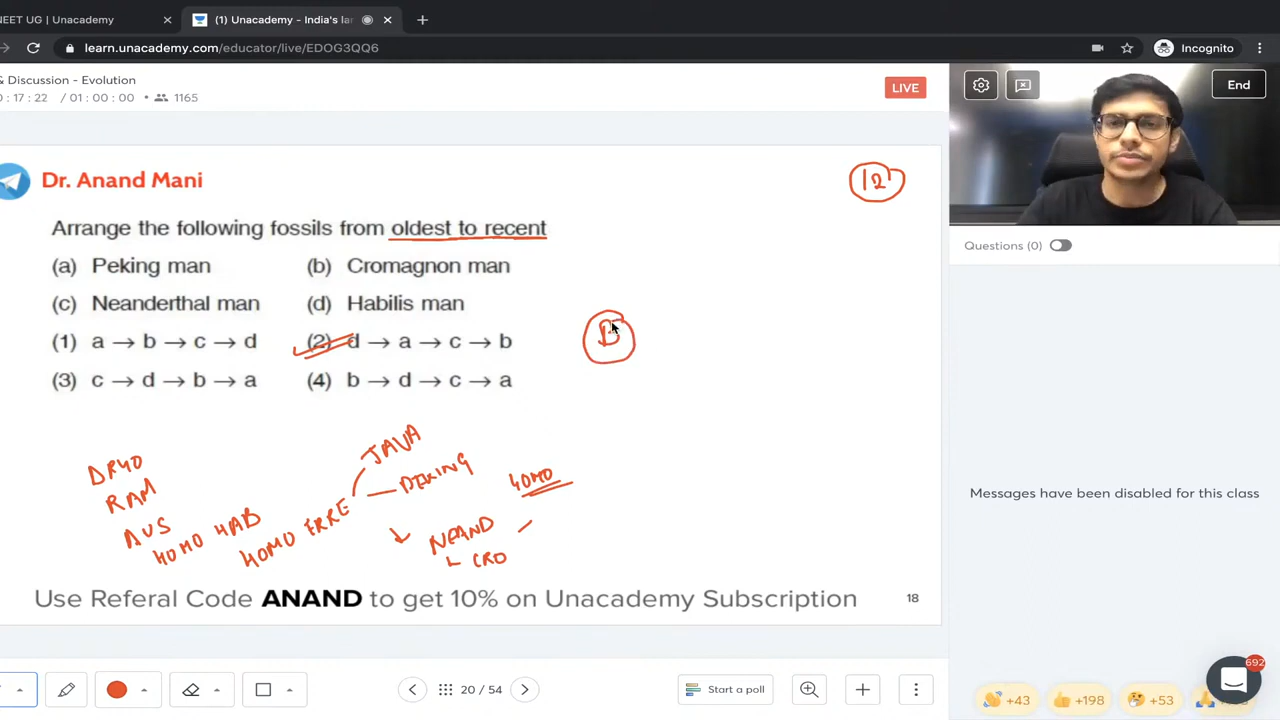 NEET UG | Unacademy
(1) Unacademy - India's lar
learn.unacademy.com/educator/live/EDOG3QQ6
Incognito
& Discussion - Evolution
0 : 17 : 22 / 01 : 00 : 00 • 1165
LIVE
End
Dr. Anand Mani
12
Arrange the following fossils from oldest to recent
(a) Peking man (b) Cromagnon man
(c) Neanderthal man (d) Habilis man
(1) a → b → c → d (2) d → a → c → b
(3) c → d → b → a (4) b → d → c → a
B
Questions (0)
Messages have been disabled for this class
DRYO
RAM
AUS
HOMO HAB
HOMO ERRE
JAVA
PEKING
NEAND
CRO
HOMO
Use Referal Code ANAND to get 10% on Unacademy Subscription
18
20 / 54
Start a poll
692
+43
+198
+53